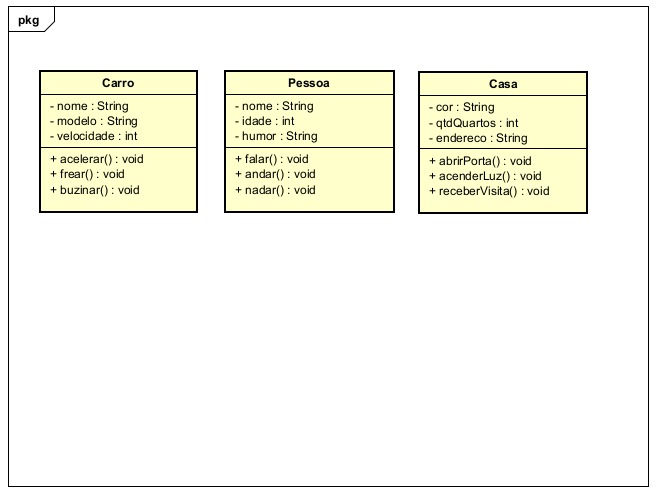 pkg
Carro
- nome : String
- modelo : String
- velocidade : int
+ acelerar() : void
+ frear() : void
+ buzinar() : void
Pessoa
- nome : String
- idade : int
- humor : String
+ falar() : void
+ andar() : void
+ nadar() : void
Casa
- cor : String
- qtdQuartos : int
- endereco : String
+ abrirPorta() : void
+ acenderLuz() : void
+ receberVisita() : void